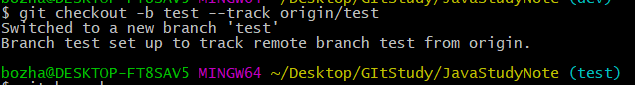 $ git checkout -b test --track origin/test
Switched to a new branch 'test'
Branch test set up to track remote branch test from origin.
bozha@DESKTOP-FT8SAV5 MINGW64 ~/Desktop/GItStudy/JavaStudyNote (test)